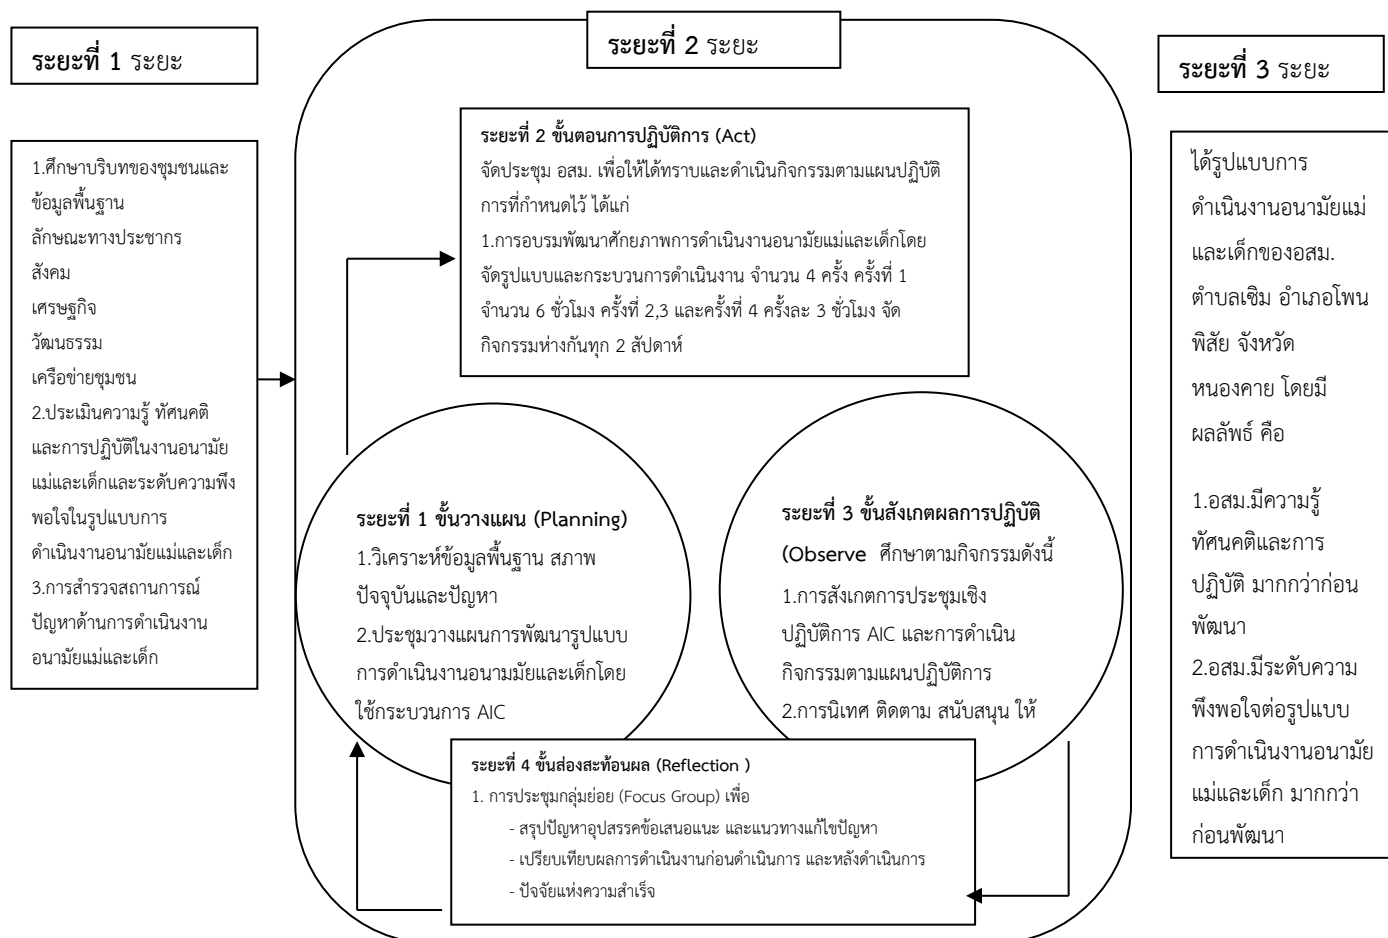 ระยะที่ 1 ระยะ
ระยะที่ 2 ระยะ
ระยะที่ 3 ระยะ
1.ศึกษาบริบทของชุมชนและ
ข้อมูลพื้นฐาน
ลักษณะทางประชากร
สังคม
เศรษฐกิจ
วัฒนธรรม
เครือข่ายชุมชน
2.ประเมินความรู้ ทัศนคติ
และการปฏิบัติในงานอนามัย
แม่และเด็กและระดับความพึง
พอใจในรูปแบบการ
ดำเนินงานอนามัยแม่และเด็ก
3.การสำรวจสถานการณ์
ปัญหาด้านการดำเนินงาน
อนามัยแม่และเด็ก
ระยะที่ 2 ขั้นตอนการปฏิบัติการ (Act)
จัดประชุม อสม. เพื่อให้ได้ทราบและดำเนินกิจกรรมตามแผนปฏิบัติ
การที่กำหนดไว้ ได้แก่
1.การอบรมพัฒนาศักยภาพการดำเนินงานอนามัยแม่และเด็กโดย
จัดรูปแบบและกระบวนการดำเนินงาน จำนวน 4 ครั้ง ครั้งที่ 1
จำนวน 6 ชั่วโมง ครั้งที่ 2,3 และครั้งที่ 4 ครั้งละ 3 ชั่วโมง จัด
กิจกรรมห่างกันทุก 2 สัปดาห์
ระยะที่ 1 ขั้นวางแผน (Planning)
1.วิเคราะห์ข้อมูลพื้นฐาน สภาพ
ปัจจุบันและปัญหา
2.ประชุมวางแผนการพัฒนารูปแบบ
การดำเนินงานอนามมัยและเด็กโดย
ใช้กระบวนการ AIC
ระยะที่ 3 ขั้นสังเกตผลการปฏิบัติ
(Observe ศึกษาตามกิจกรรมดังนี้
1.การสังเกตการประชุมเชิง
ปฏิบัติการ AIC และการดำเนิน
กิจกรรมตามแผนปฏิบัติการ
2.การนิเทศ ติดตาม สนับสนุน ให้
ระยะที่ 4 ขั้นส่องสะท้อนผล (Reflection )
1. การประชุมกลุ่มย่อย (Focus Group) เพื่อ
- สรุปปัญหาอุปสรรคข้อเสนอแนะ และแนวทางแก้ไขปัญหา
- เปรียบเทียบผลการดำเนินงานก่อนดำเนินการ และหลังดำเนินการ
- ปัจจัยแห่งความสำเร็จ
ได้รูปแบบการ
ดำเนินงานอนามัยแม่
และเด็กของอสม.
ตำบลเซิม อำเภอโพน
พิสัย จังหวัด
หนองคาย โดยมี
ผลลัพธ์ คือ
1.อสม.มีความรู้
ทัศนคติและการ
ปฏิบัติ มากกว่าก่อน
พัฒนา
2.อสม.มีระดับความ
พึงพอใจต่อรูปแบบ
การดำเนินงานอนามัย
แม่และเด็ก มากกว่า
ก่อนพัฒนา